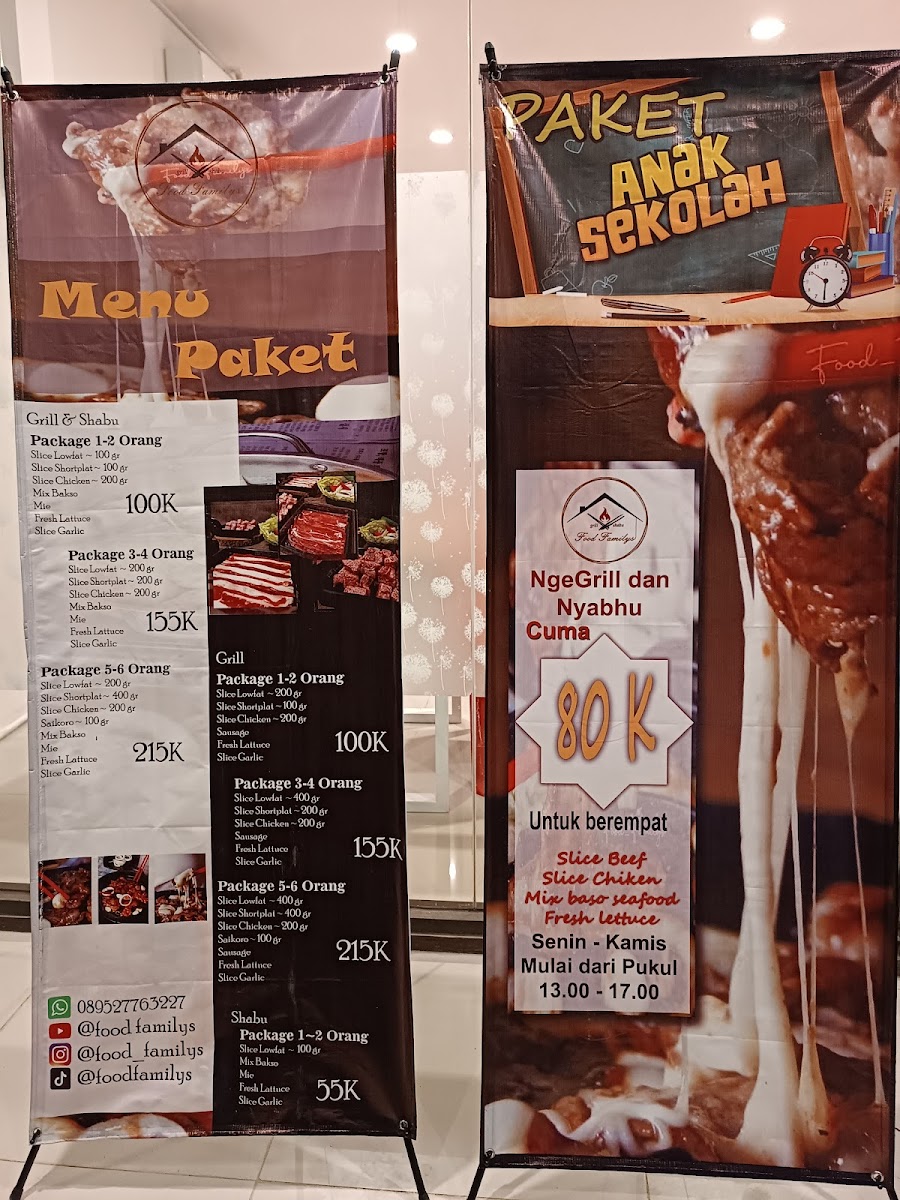 Food Familys
Menu
Paket
Grill & Shabu
Package 1-2 Orang
Slice Lowfat ~ 100 gr
Slice Shortplat ~ 100 gr
Slice Chicken ~ 200 gr
Mix Bakso
Mie
Fresh Lattuce
Slice Garlic
100K
Package 3-4 Orang
Slice Lowfat ~ 200 gr
Slice Shortplat ~ 200 gr
Slice Chicken ~ 200 gr
Mix Bakso
Mie
Fresh Lattuce
Slice Garlic
155K
Package 5-6 Orang
Slice Lowfat ~ 200 gr
Slice Shortplat ~ 400 gr
Slice Chicken ~ 200 gr
Saikoro ~ 100 gr
Mix Bakso
Mie
Fresh Lattuce
Slice Garlic
215K
Grill
Package 1-2 Orang
Slice Lowfat ~ 200 gr
Slice Shortplat ~ 100 gr
Slice Chicken ~ 200 gr
Sausage
Fresh Lattuce
Slice Garlic
100K
Package 3-4 Orang
Slice Lowfat ~ 400 gr
Slice Shortplat ~ 200 gr
Slice Chicken ~ 200 gr
Sausage
Fresh Lattuce
Slice Garlic
155K
Package 5-6 Orang
Slice Lowfat ~ 400 gr
Slice Shortplat ~ 400 gr
Slice Chicken ~ 200 gr
Saikoro ~ 100 gr
Sausage
Fresh Lattuce
Slice Garlic
215K
Shabu
Package 1~2 Orang
Slice Lowfat ~ 100 gr
Mix Bakso
Mie
Fresh Lattuce
Slice Garlic
55K
089527763227
@food familys
@food_familys
@foodfamilys
PAKET
ANAK
SEKOLAH
Food
grill shabu
Food Familys
NgeGrill dan
Nyabhu
Cuma
80 K
Untuk berempat
Slice Beef
Slice Chiken
Mix baso seafood
Fresh lettuce
Senin - Kamis
Mulai dari Pukul
13.00 - 17.00